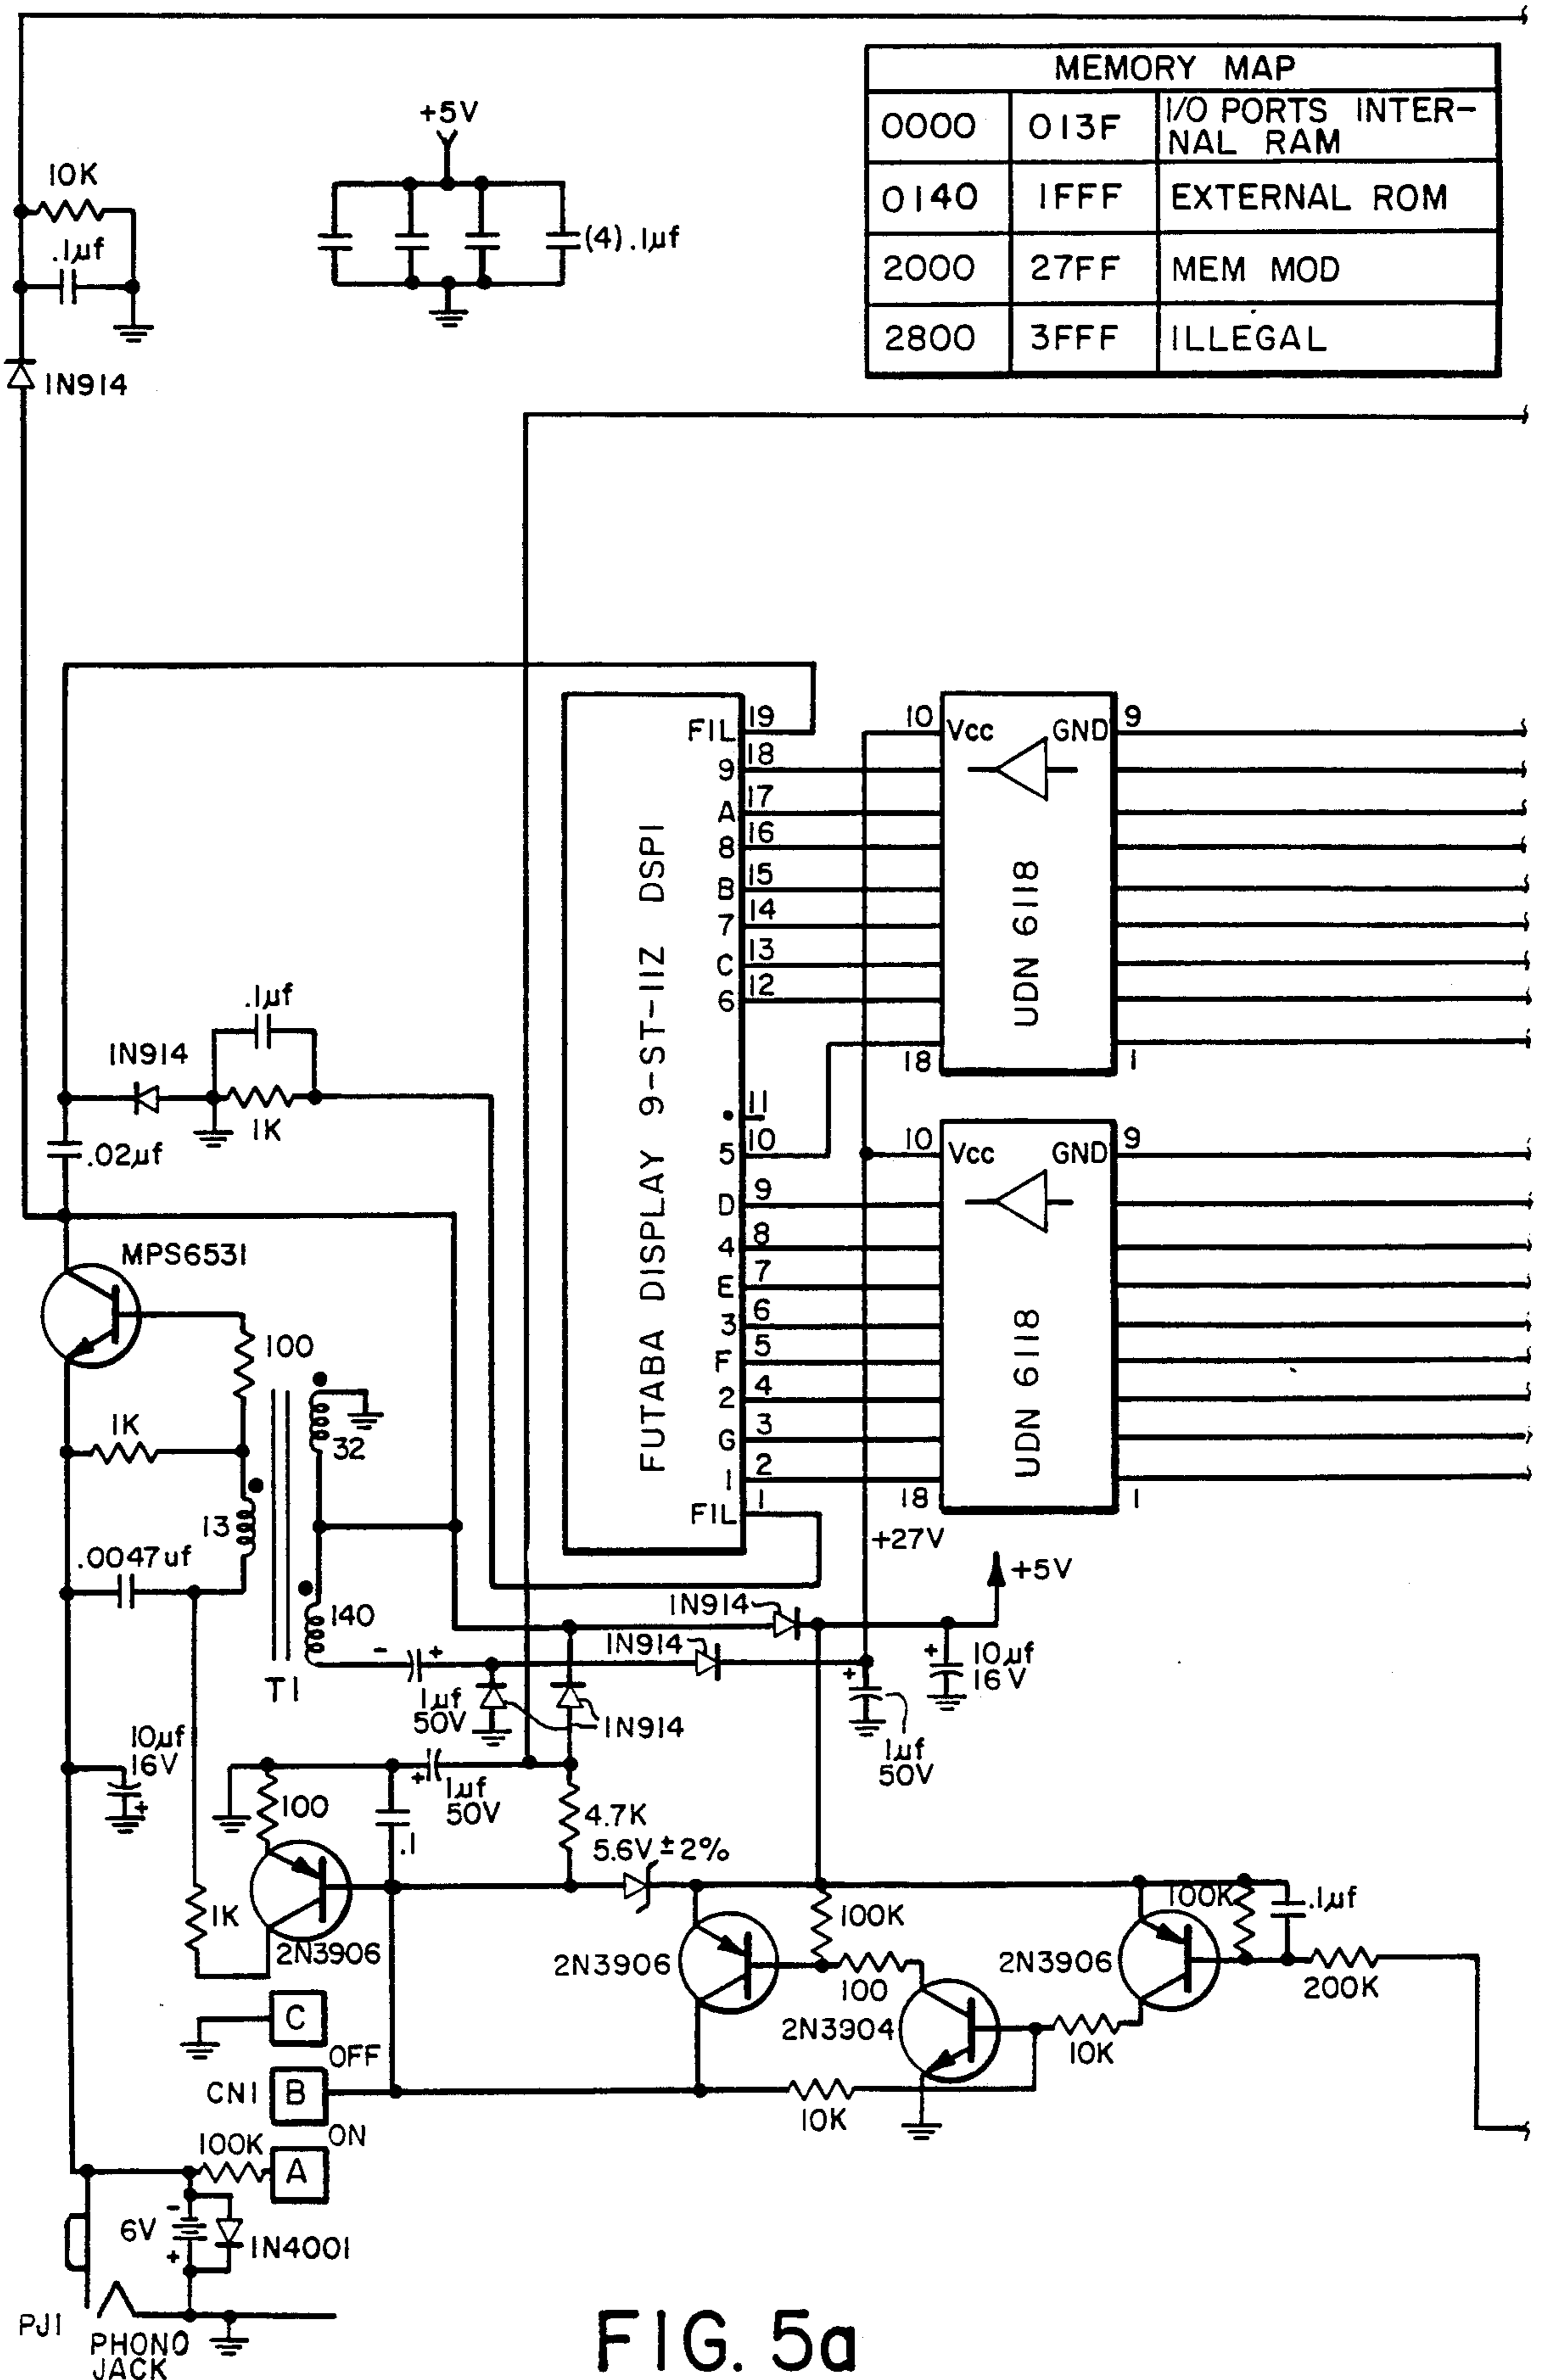 MEMORY MAP
0000 013F I/O PORTS INTER-
NAL RAM
0140 1FFF EXTERNAL ROM
2000 27FF MEM MOD
2800 3FFF ILLEGAL
+5V
(4).1µf
10K
.1µf
1N914
FUTABA DISPLAY 9-ST-11Z DSP1
FIL 19
9 18
A 17
8 16
B 15
7 14
C 13
6 12
• 11
5 10
D 9
4 8
E 7
3 6
F 5
2 4
G 3
1 2
FIL 1
10 Vcc GND 9
UDN 6118
18 1
10 Vcc GND 9
UDN 6118
18 1
+27V
+5V
.1µf
1N914
1K
.02µf
MPS6531
100
32
1K
13
.0047uf
140
T1
1N914
1N914
- +
1µf
50V
1N914
+
10µf
16V
+
1µf
50V
10µf
16V
+
100
+
1µf
50V
.1
4.7K
5.6V ±2%
1K
2N3906
100K
100K
.1µf
2N3906
100
2N3906
200K
2N3904
10K
C
OFF
CN1 B
10K
ON
100K A
-
6V
+
1N4001
PJ1
PHONO
JACK
FIG. 5a